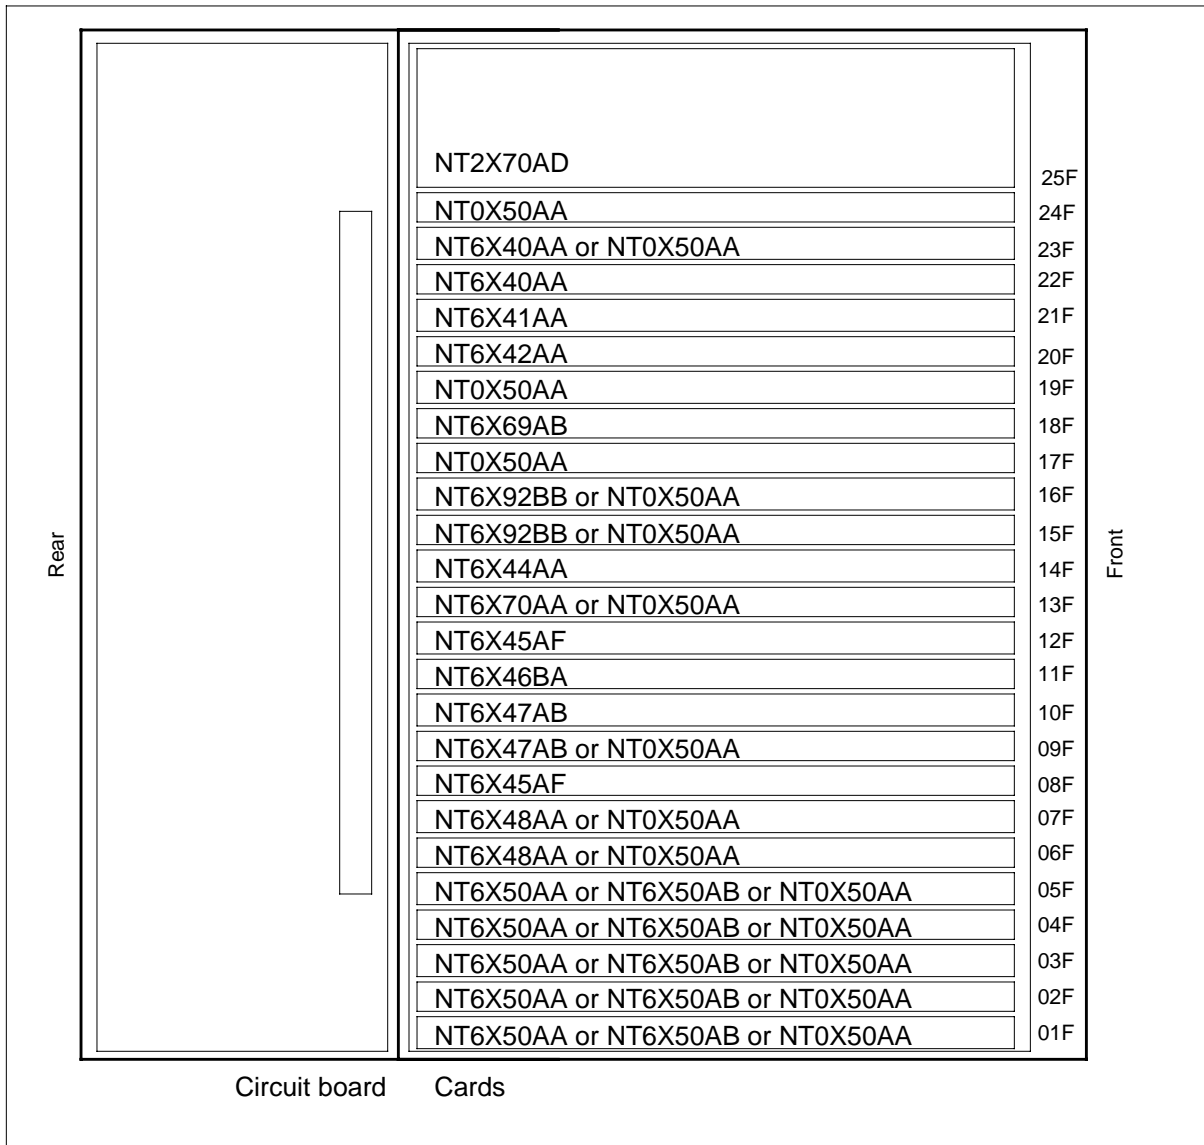 NT2X70AD 25F
NT0X50AA 24F
NT6X40AA or NT0X50AA 23F
NT6X40AA 22F
NT6X41AA 21F
NT6X42AA 20F
NT0X50AA 19F
NT6X69AB 18F
NT0X50AA 17F
NT6X92BB or NT0X50AA 16F
NT6X92BB or NT0X50AA 15F
Rear
Front
NT6X44AA 14F
NT6X70AA or NT0X50AA 13F
NT6X45AF 12F
NT6X46BA 11F
NT6X47AB 10F
NT6X47AB or NT0X50AA 09F
NT6X45AF 08F
NT6X48AA or NT0X50AA 07F
NT6X48AA or NT0X50AA 06F
NT6X50AA or NT6X50AB or NT0X50AA 05F
NT6X50AA or NT6X50AB or NT0X50AA 04F
NT6X50AA or NT6X50AB or NT0X50AA 03F
NT6X50AA or NT6X50AB or NT0X50AA 02F
NT6X50AA or NT6X50AB or NT0X50AA 01F
Circuit board Cards